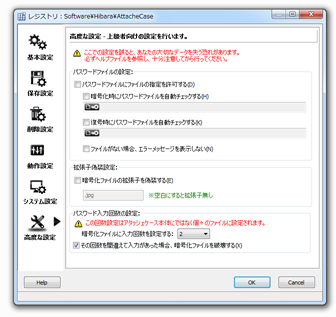 レジストリ：Software¥Hibara¥AttacheCase
基本設定
保存設定
削除設定
動作設定
システム設定
高度な設定
高度な設定・上級者向けの設定を行います。
ここでの設定を誤ると、あなたの大切なデータを失う恐れがあります。
必ずヘルプファイルを参照し、十分注意してから行ってください。
パスワードファイルの設定:
パスワードファイルにファイルの指定を許可する(O)
暗号化時にパスワードファイルを自動チェックする(H)
復号時にパスワードファイルを自動チェックする(K)
ファイルがない場合、エラーメッセージを表示しない(N)
拡張子偽装設定:
暗号化ファイルの拡張子を偽装する(E)
.jpg
※空白にすると拡張子無し
パスワード入力回数の設定:
この回数設定はアタッシェケース本体にではなく個々のファイルに設定されます。
暗号化ファイルに入力回数を設定する:
2
その回数を間違えて入力があった場合、暗号化ファイルを破壊する(X)
Help
OK
Cancel